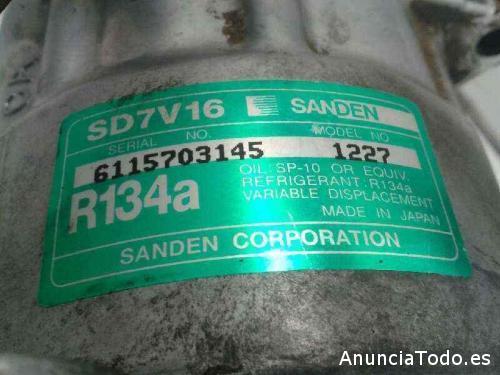 SD7V16 SANDEN
SERIAL NO. MODEL NO
6115703145 1227
R134a
OIL: SP-10 OR EQUIV.
REFRIGERANT: R134a
VARIABLE DISPLACEMENT
MADE IN JAPAN
SANDEN CORPORATION
AnunciaTodo.es